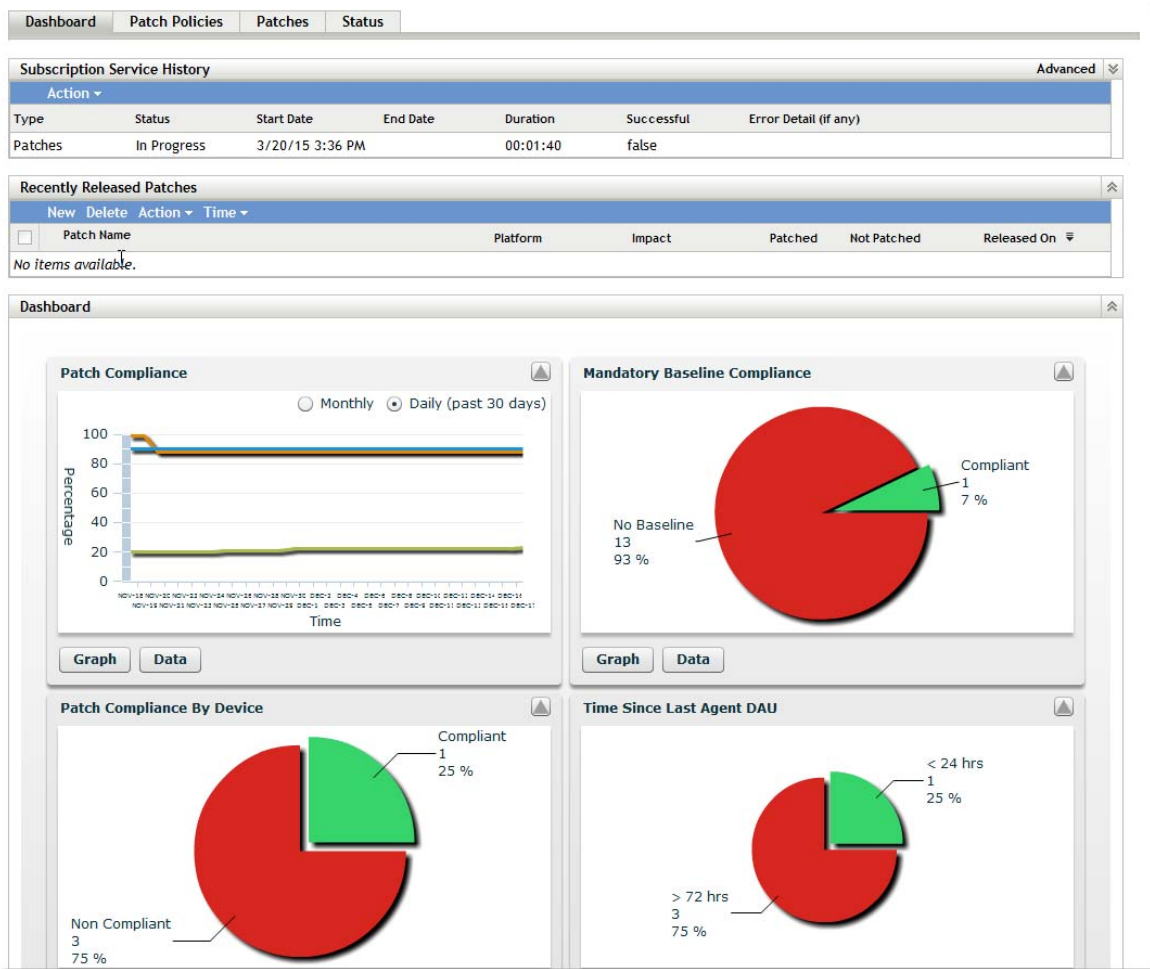 Dashboard Patch Policies Patches Status
Subscription Service History Advanced
Action
Type Status Start Date End Date Duration Successful Error Detail (if any)
Patches In Progress 3/20/15 3:36 PM 00:01:40 false
Recently Released Patches
New Delete Action Time
Patch Name Platform Impact Patched Not Patched Released On
No items available.
Dashboard
Patch Compliance
Monthly Daily (past 30 days)
100
80
60
40
20
0
Percentage
Time
Graph Data
Mandatory Baseline Compliance
Compliant
1
7 %
No Baseline
13
93 %
Graph Data
Patch Compliance By Device
Compliant
1
25 %
Non Compliant
3
75 %
Time Since Last Agent DAU
< 24 hrs
1
25 %
> 72 hrs
3
75 %